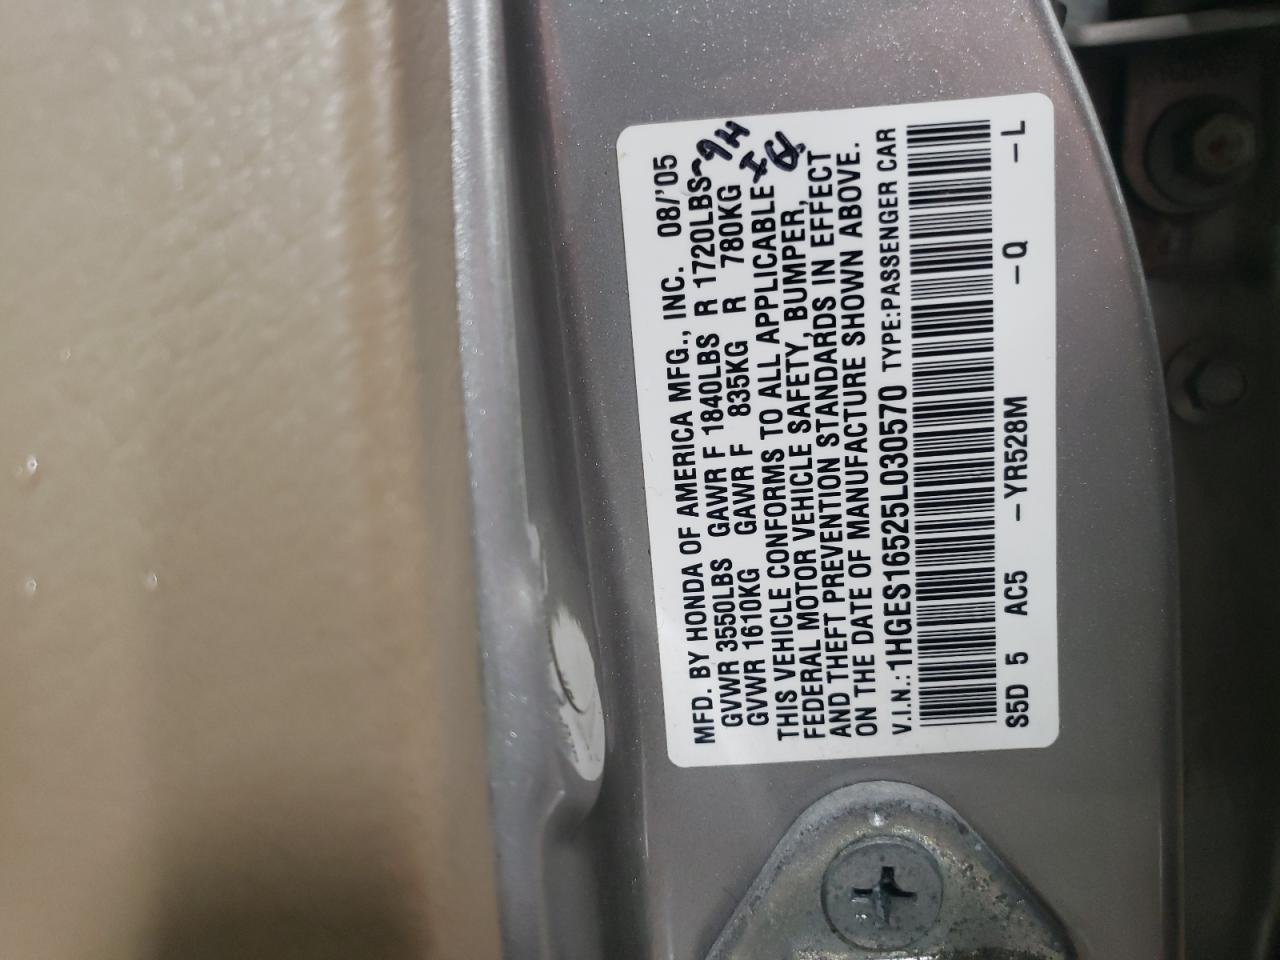 MFD. BY HONDA OF AMERICA MFG., INC. 08/'05
GVWR 3550LBS GAWR F 1840LBS R 1720LBS
GVWR 1610KG GAWR F 835KG R 780KG
THIS VEHICLE CONFORMS TO ALL APPLICABLE
FEDERAL MOTOR VEHICLE SAFETY, BUMPER,
AND THEFT PREVENTION STANDARDS IN EFFECT
ON THE DATE OF MANUFACTURE SHOWN ABOVE.
V.I.N.: 1HGES16525L030570 TYPE:PASSENGER CAR
S5D 5 AC5 – YR528M –Q –L